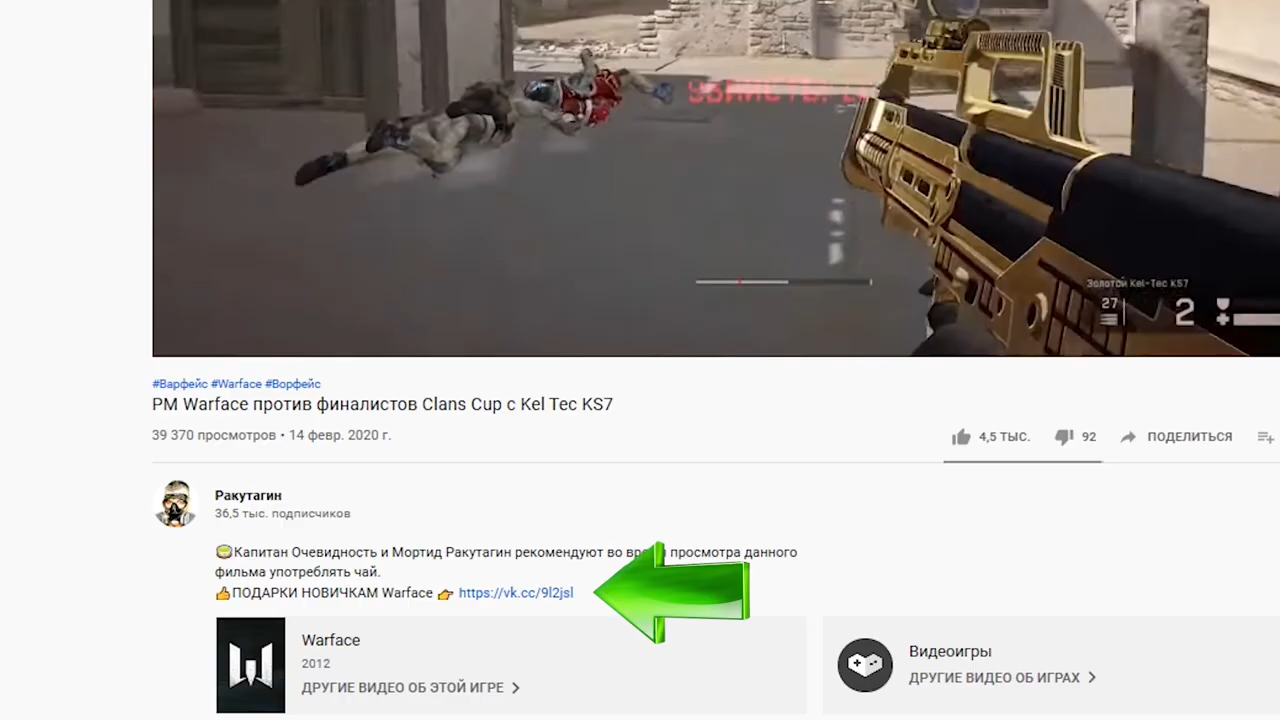 Золотой Kel-Tec KS7
27
2
#Варфейс #Warface #Ворфейс
РМ Warface против финалистов Clans Cup с Kel Tec KS7
39 370 просмотров • 14 февр. 2020 г.
4,5 ТЫС.
92
ПОДЕЛИТЬСЯ
Ракутагин
36,5 тыс. подписчиков
Капитан Очевидность и Мортид Ракутагин рекомендуют во просмотра данного
фильма употреблять чай.
ПОДАРКИ НОВИЧКАМ Warface https://vk.cc/9l2jsl
Warface
2012
ДРУГИЕ ВИДЕО ОБ ЭТОЙ ИГРЕ
Видеоигры
ДРУГИЕ ВИДЕО ОБ ИГРАХ